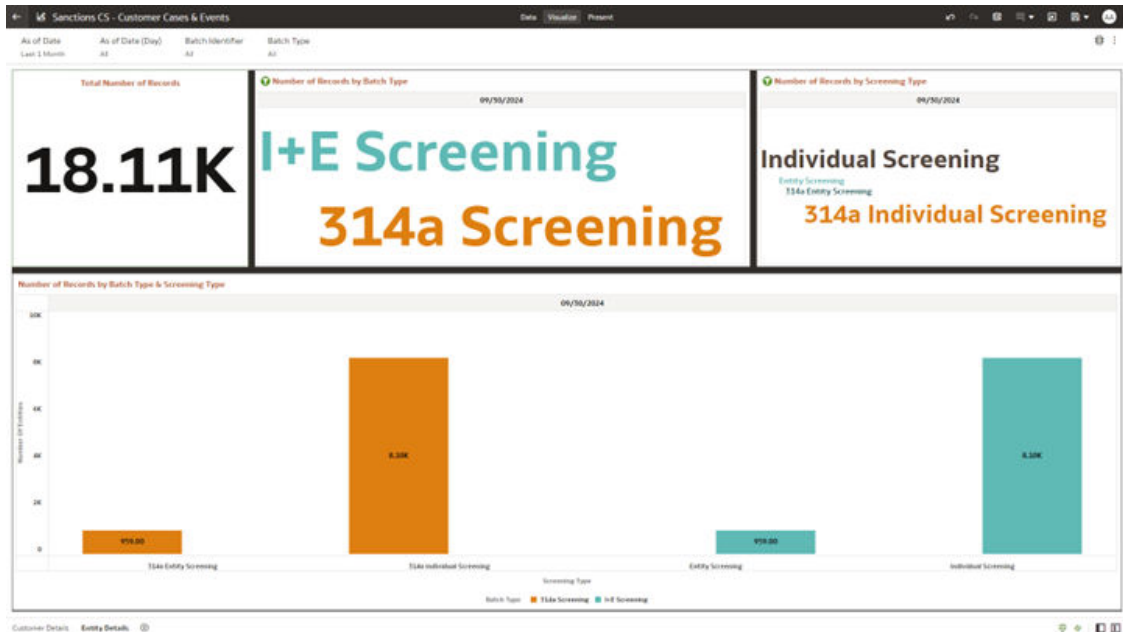 Sanctions CS - Customer Cases & Events
Data Visualize Present
AA
As of Date As of Date (Day) Batch Identifier Batch Type
Last 1 Month All All All
Total Number of Records
18.11K
Number of Records by Batch Type
09/30/2024
I+E Screening
314a Screening
Number of Records by Screening Type
09/30/2024
Individual Screening
Entity Screening
314a Entity Screening
314a Individual Screening
Number of Records by Batch Type & Screening Type
09/30/2024
Number Of Entities
10K
8K
6K
4K
2K
0
959.00
8.10K
959.00
8.10K
314a Entity Screening 314a Individual Screening Entity Screening Individual Screening
Screening Type
Batch Type 314a Screening I+E Screening
Customer Details Entity Details